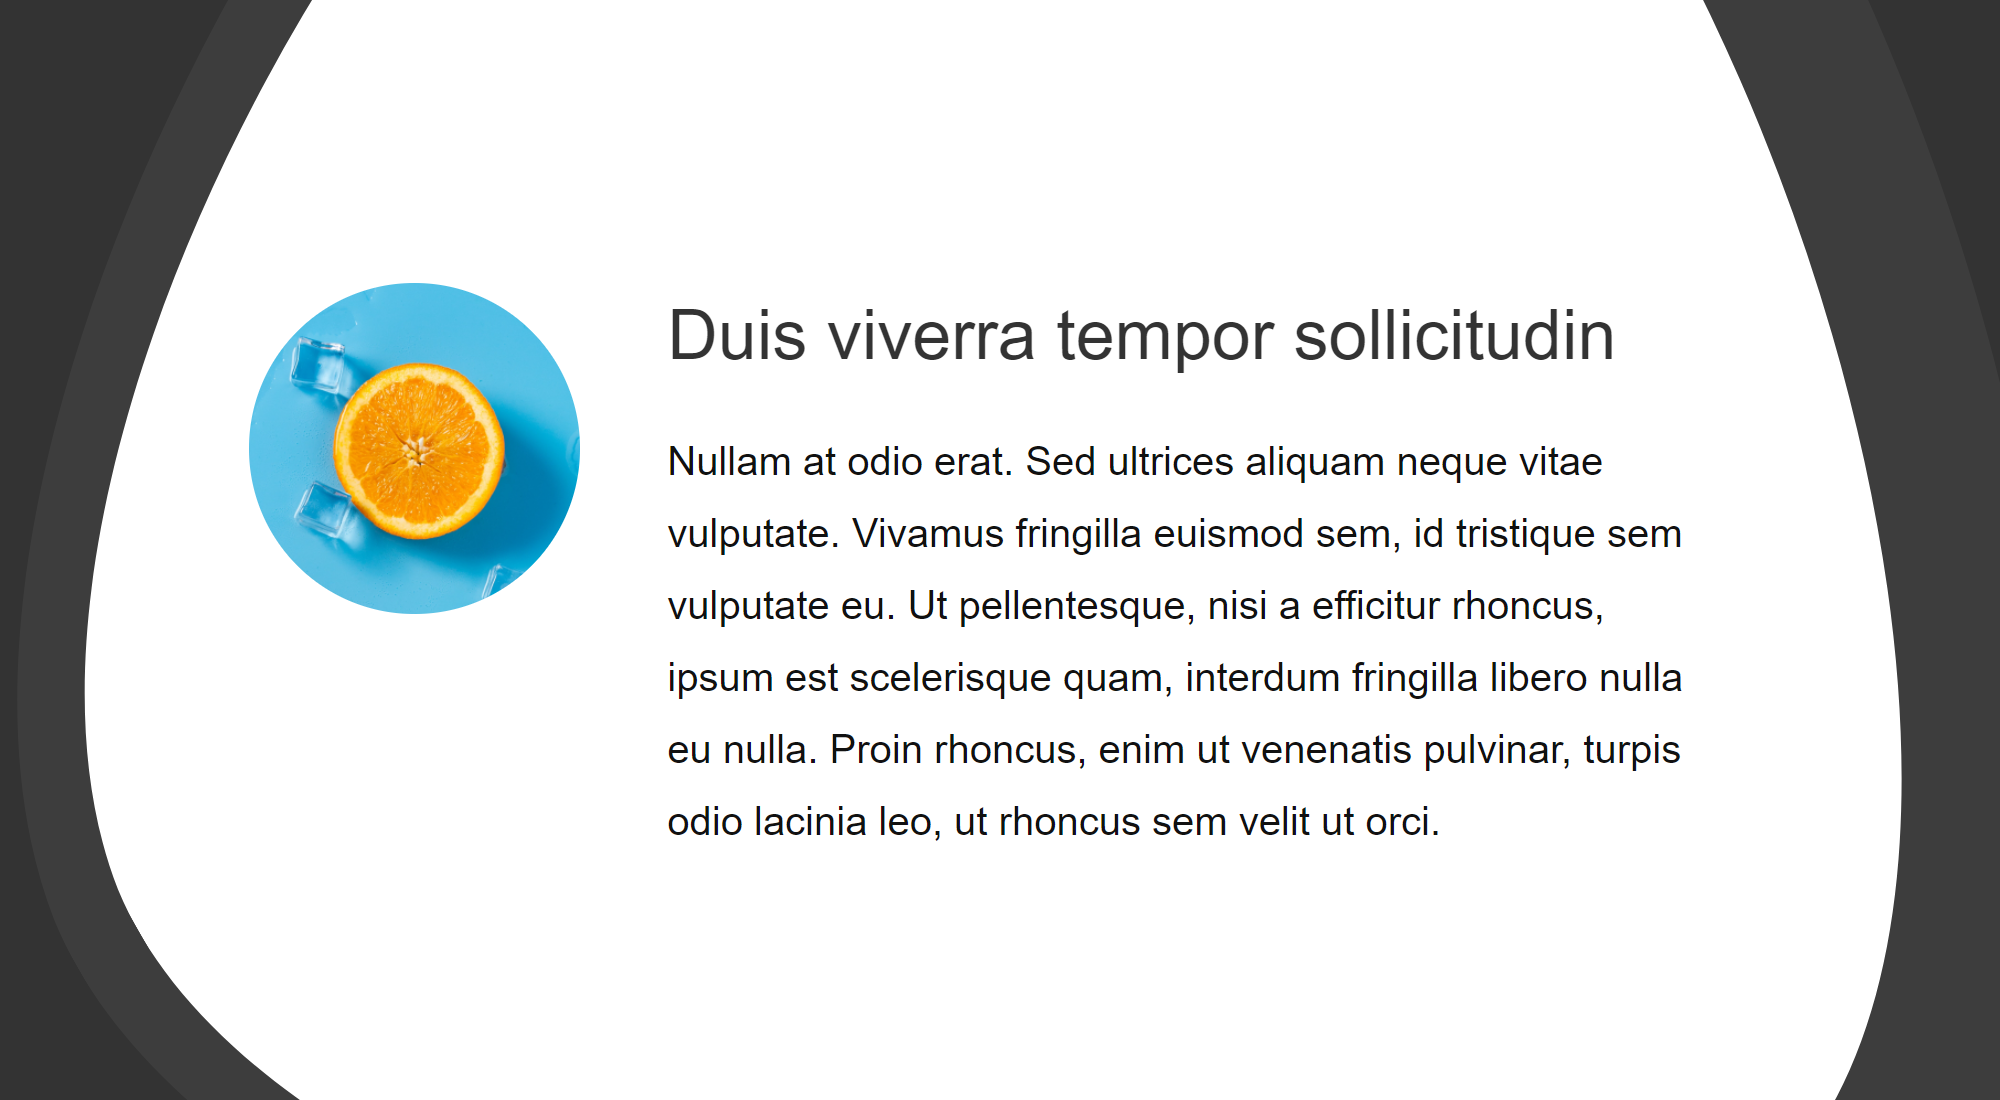 Duis viverra tempor sollicitudin
Nullam at odio erat. Sed ultrices aliquam neque vitae
vulputate. Vivamus fringilla euismod sem, id tristique sem
vulputate eu. Ut pellentesque, nisi a efficitur rhoncus,
ipsum est scelerisque quam, interdum fringilla libero nulla
eu nulla. Proin rhoncus, enim ut venenatis pulvinar, turpis
odio lacinia leo, ut rhoncus sem velit ut orci.